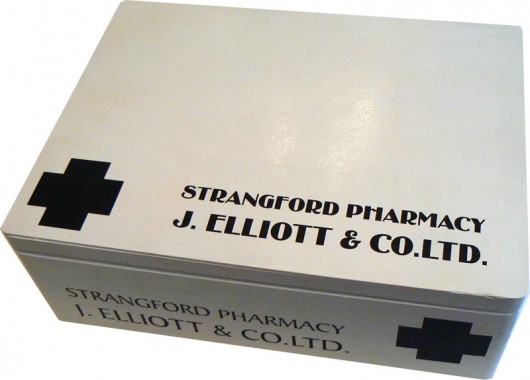 STRANGFORD PHARMACY
J. ELLIOTT & CO.LTD.
STRANGFORD PHARMACY
J. ELLIOTT & CO.LTD.